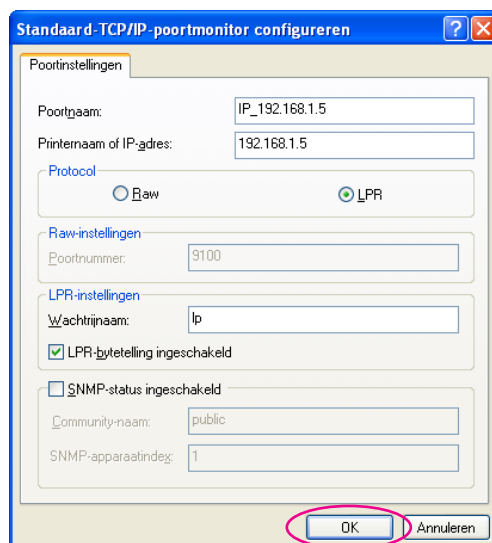 Standaard-TCP/IP-poortmonitor configureren
Poortinstellingen
Poortnaam: IP_192.168.1.5
Printernaam of IP-adres: 192.168.1.5
Protocol
Raw LPR
Raw-instellingen
Poortnummer: 9100
LPR-instellingen
Wachtrijnaam: lp
LPR-bytetelling ingeschakeld
SNMP-status ingeschakeld
Community-naam: public
SNMP-apparaatindex: 1
OK Annuleren